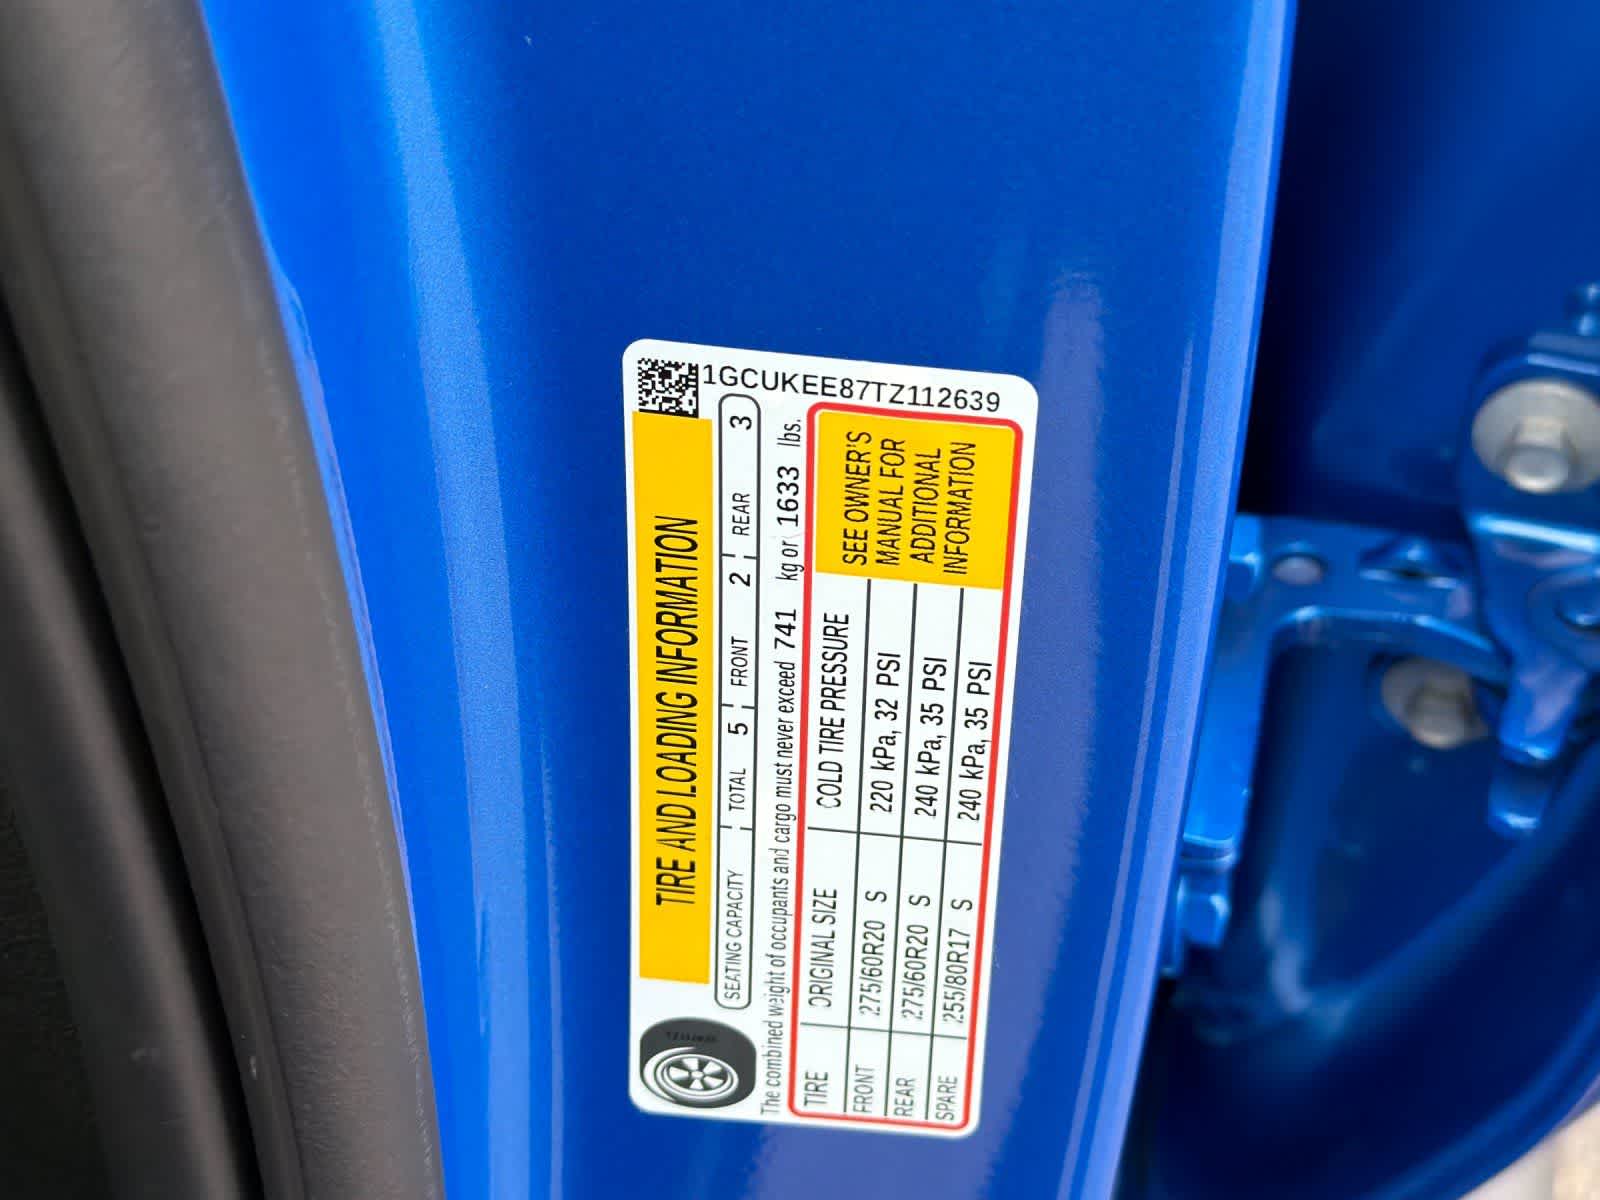 1GCUKEE87TZ112639
TIRE AND LOADING INFORMATION
SEATING CAPACITY TOTAL 5 FRONT 2 REAR 3
The combined weight of occupants and cargo must never exceed 741 kg or 1633 lbs.
TIRE ORIGINAL SIZE COLD TIRE PRESSURE
FRONT 275/60R20 S 220 kPa, 32 PSI
REAR 275/60R20 S 240 kPa, 35 PSI
SPARE 255/80R17 S 240 kPa, 35 PSI
SEE OWNER'S
MANUAL FOR
ADDITIONAL
INFORMATION